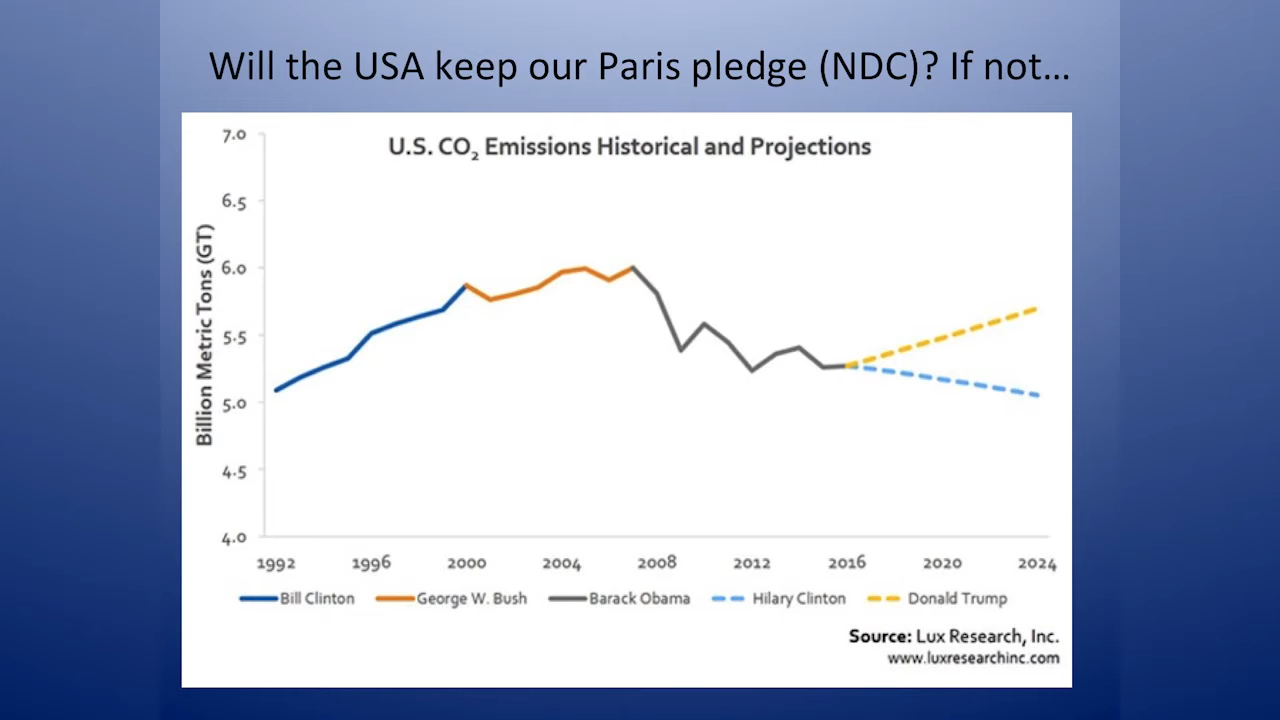 Will the USA keep our Paris pledge (NDC)? If not…
U.S. CO₂ Emissions Historical and Projections
Billion Metric Tons (GT)
7.0
6.5
6.0
5.5
5.0
4.5
4.0
1992 1996 2000 2004 2008 2012 2016 2020 2024
Bill Clinton George W. Bush Barack Obama Hilary Clinton Donald Trump
Source: Lux Research, Inc.
www.luxresearchinc.com